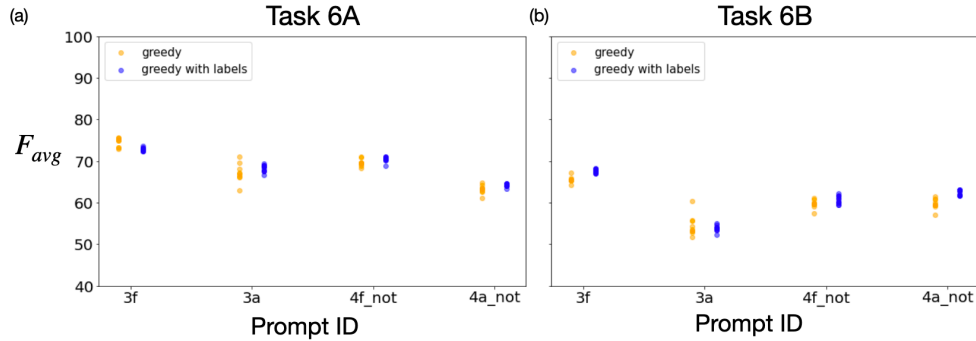 (a) Task 6A
100
90
80
70
60
50
40
F_avg
greedy
greedy with labels
3f 3a 4f_not 4a_not
Prompt ID
(b) Task 6B
greedy
greedy with labels
3f 3a 4f_not 4a_not
Prompt ID